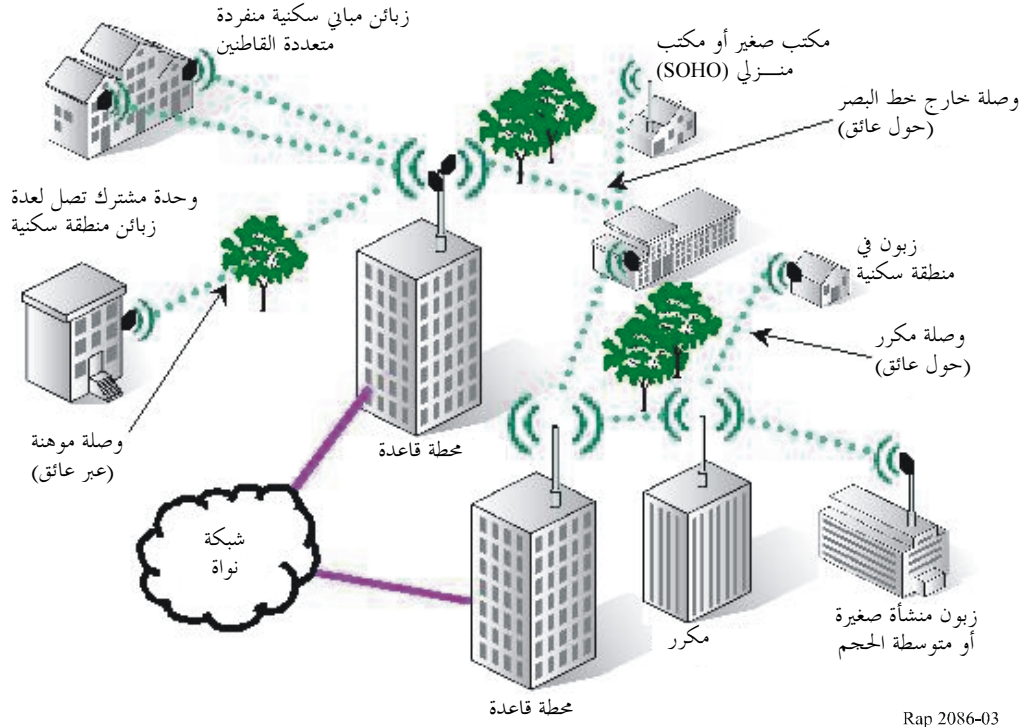 زبائن مباني سكنية منفردة
متعددة القاطنين
مكتب صغير أو مكتب
منـزلي (SOHO)
وصلة خارج خط البصر
(حول عائق)
وحدة مشترك تصل لعدة
زبائن منطقة سكنية
زبون في
منطقة سكنية
وصلة مكرر
(حول عائق)
وصلة موهنة
(عبر عائق)
محطة قاعدة
شبكة
نواة
مكرر
زبون منشأة صغيرة
أو متوسطة الحجم
محطة قاعدة
Rap 2086-03